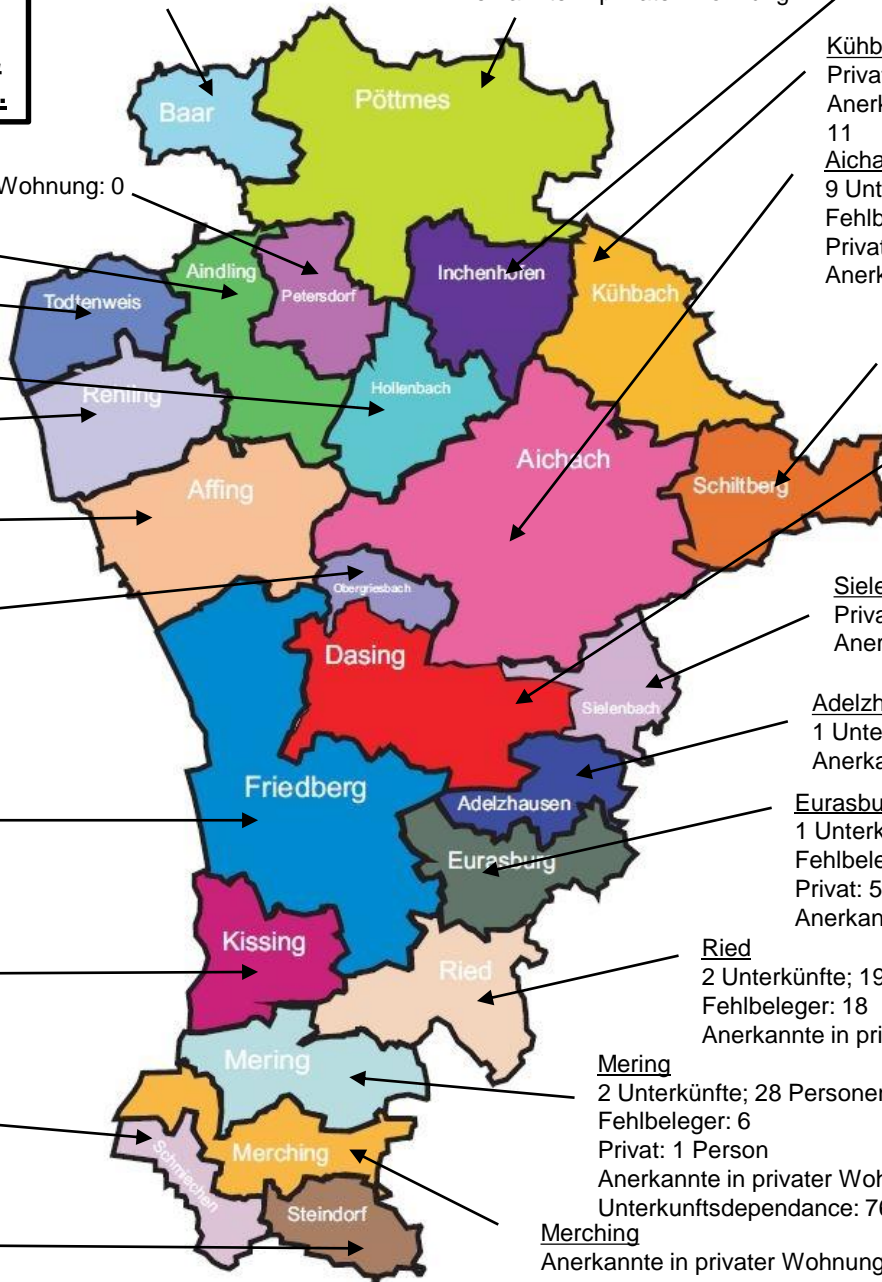 Kühb
Priva
Anerk
11
Aicha
9 Unt
Fehlb
Privat
Anerk
Wohnung: 0
Baar
Pöttmes
Aindling
Petersdorf
Inchenhofen
Kühbach
Todtenweis
Rehling
Hollenbach
Affing
Aichach
Schiltberg
Obergriesbach
Dasing
Sielenbach
Friedberg
Adelzhausen
Eurasburg
Kissing
Ried
Mering
Merching
Schmiechen
Steindorf
Siele
Priva
Aner
Adelzh
1 Unte
Anerka
Eurasbu
1 Unterk
Fehlbele
Privat: 5
Anerkan
Ried
2 Unterkünfte; 19
Fehlbeleger: 18
Anerkannte in pri
Mering
2 Unterkünfte; 28 Personen
Fehlbeleger: 6
Privat: 1 Person
Anerkannte in privater Woh
Unterkunftsdependance: 76
Merching
Anerkannte in privater Wohnung